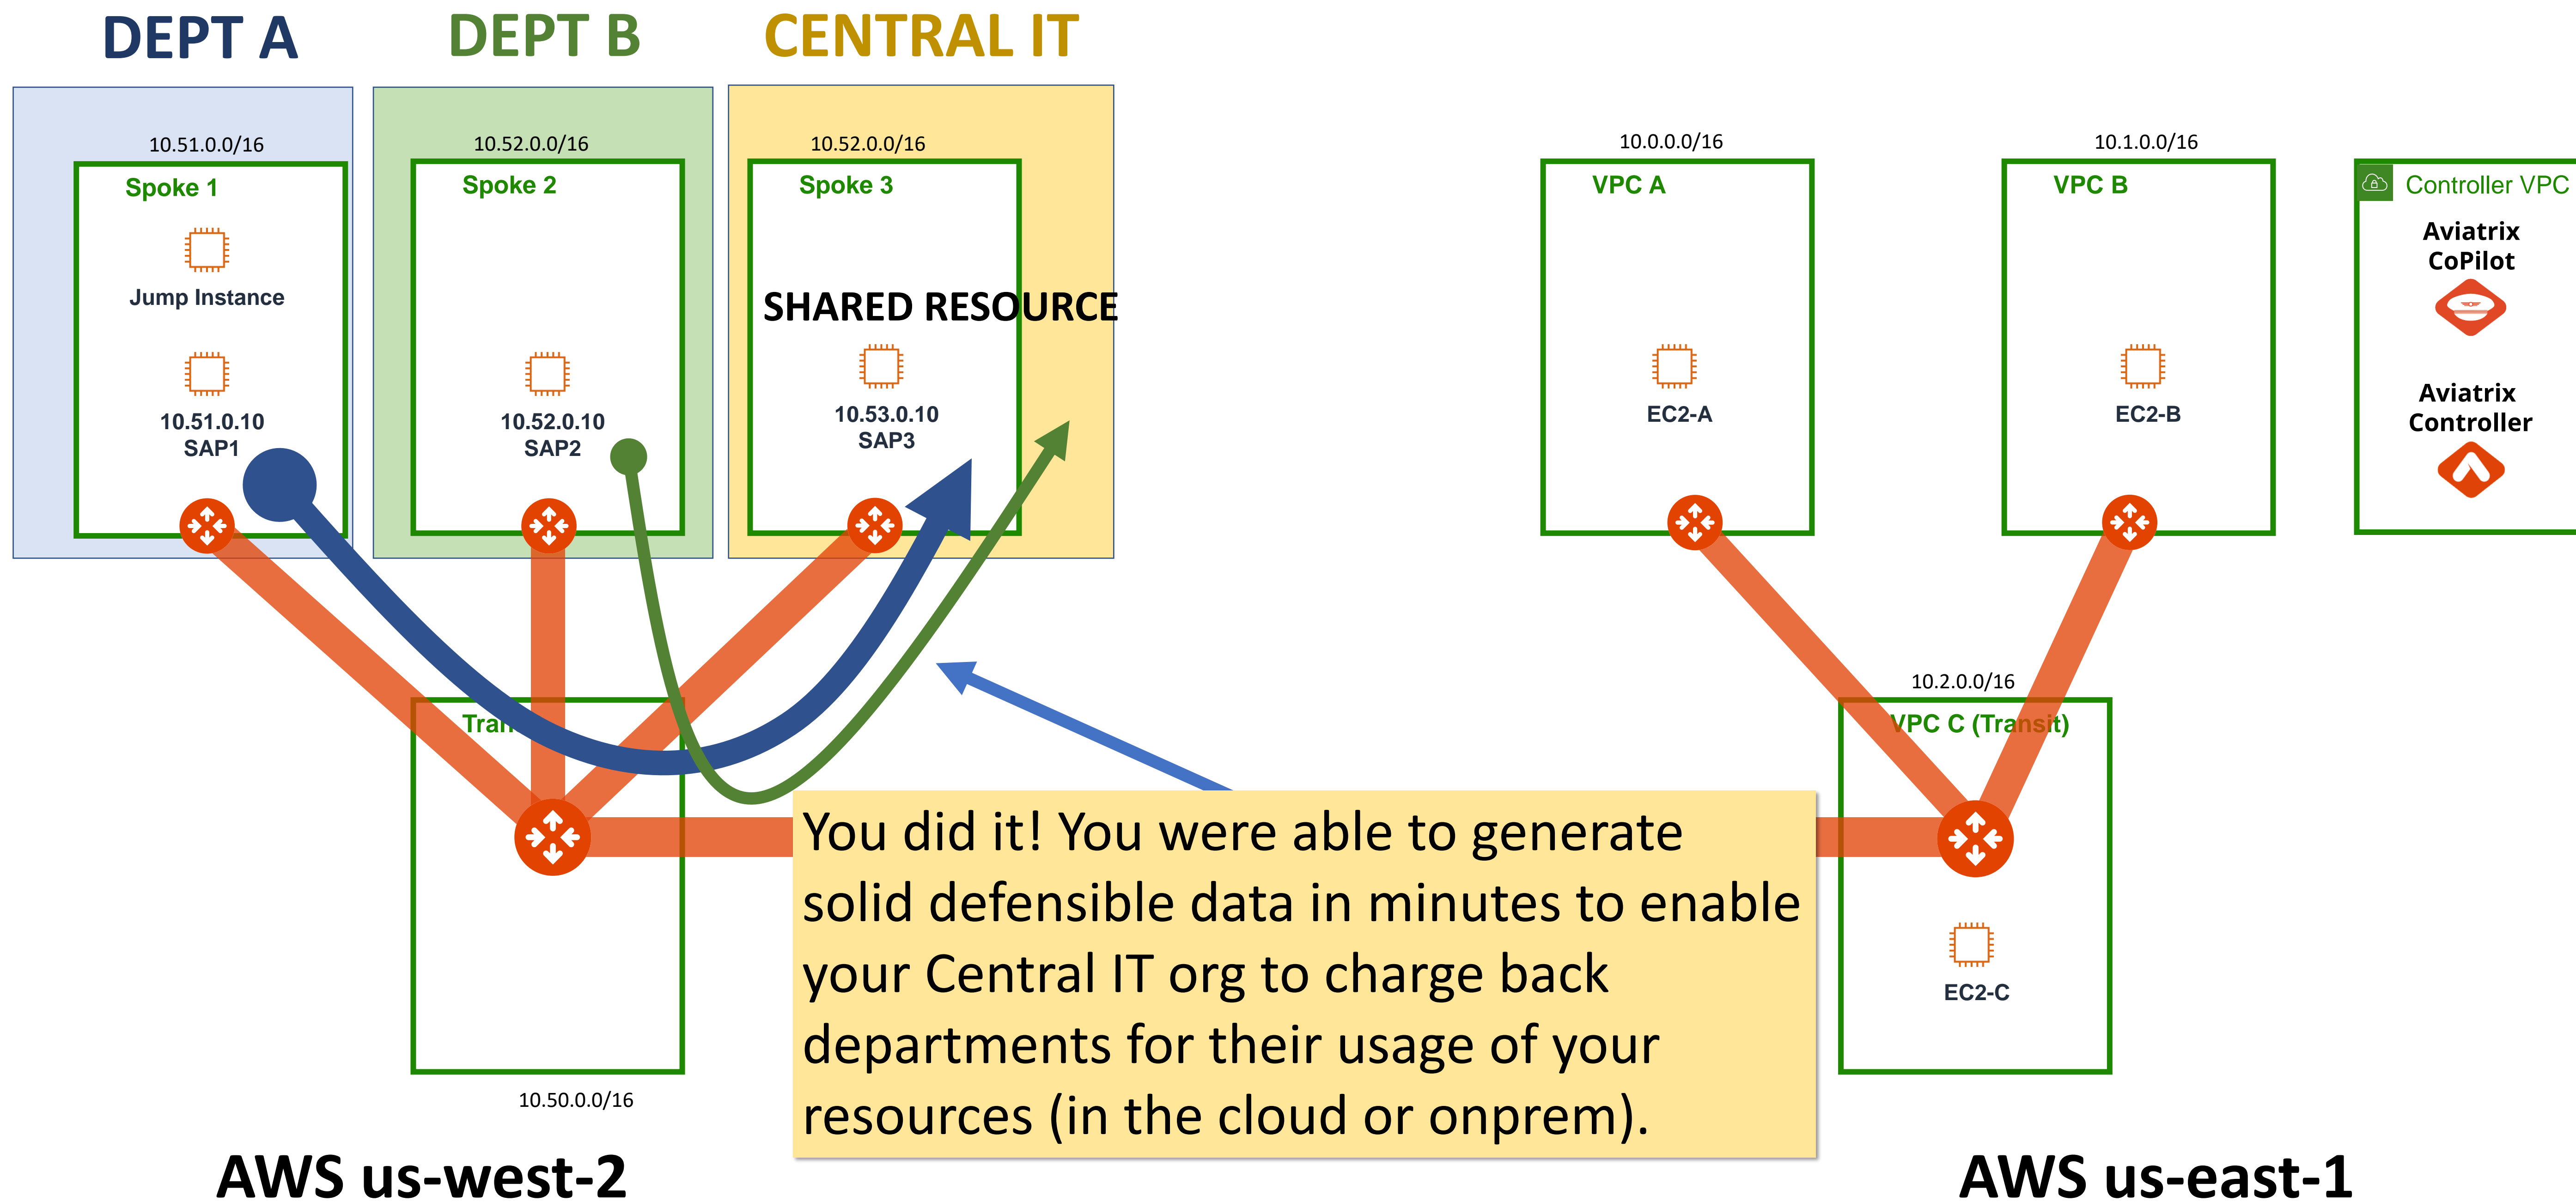 DEPT A
DEPT B
CENTRAL IT
10.51.0.0/16
Spoke 1
Jump Instance
10.51.0.10
SAP1
10.52.0.0/16
Spoke 2
10.52.0.10
SAP2
10.52.0.0/16
Spoke 3
SHARED RESOURCE
10.53.0.10
SAP3
10.0.0.0/16
VPC A
EC2-A
10.1.0.0/16
VPC B
EC2-B
Controller VPC
Aviatrix
CoPilot
Aviatrix
Controller
Tran
10.50.0.0/16
10.2.0.0/16
VPC C (Transit)
EC2-C
You did it! You were able to generate
solid defensible data in minutes to enable
your Central IT org to charge back
departments for their usage of your
resources (in the cloud or onprem).
AWS us-west-2
AWS us-east-1